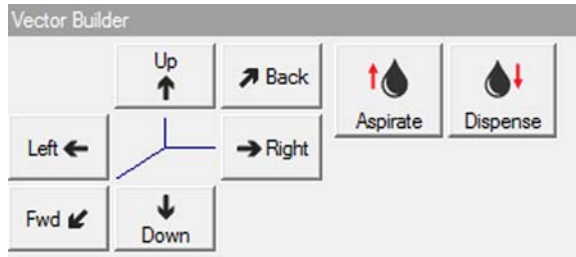 Vector Builder
Up
Back
Aspirate
Dispense
Left
Right
Fwd
Down